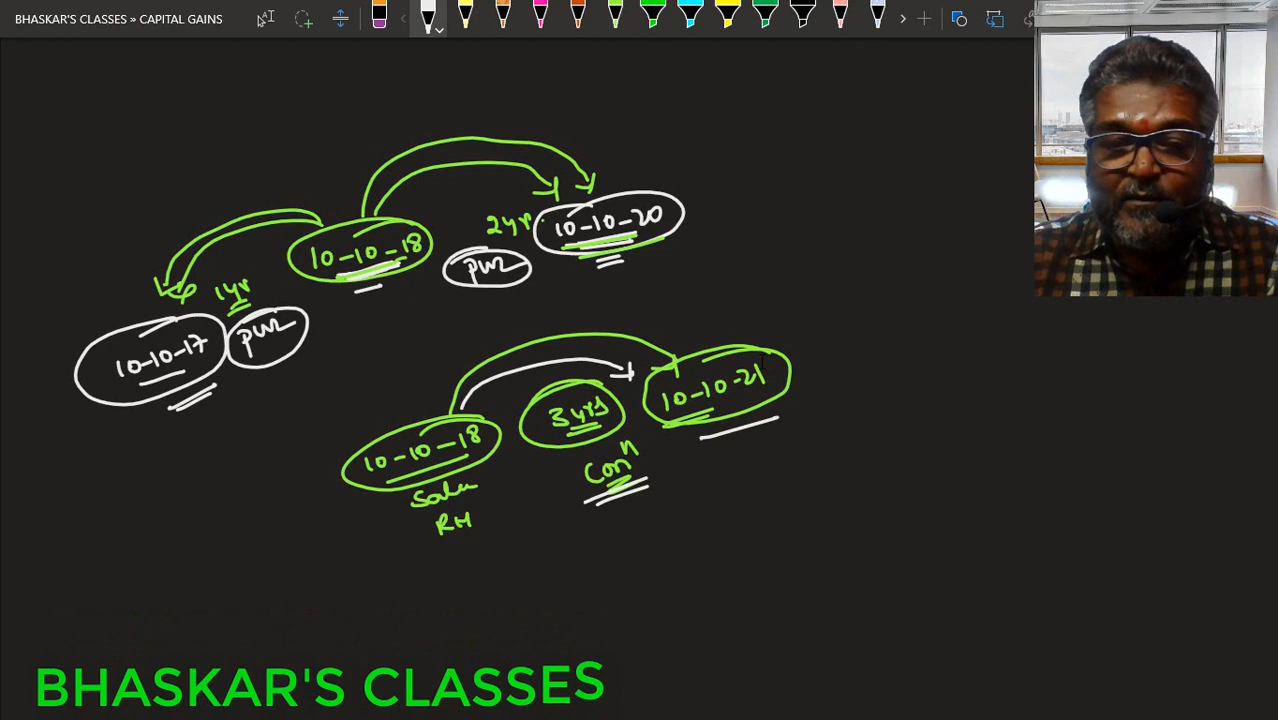 BHASKAR'S CLASSES » CAPITAL GAINS
2yr
10-10-20
10-10-18
pur
1yr
10-10-17
pur
10-10-21
3yrs
10-10-18
Conⁿ
Sale
RH
BHASKAR'S CLASSES